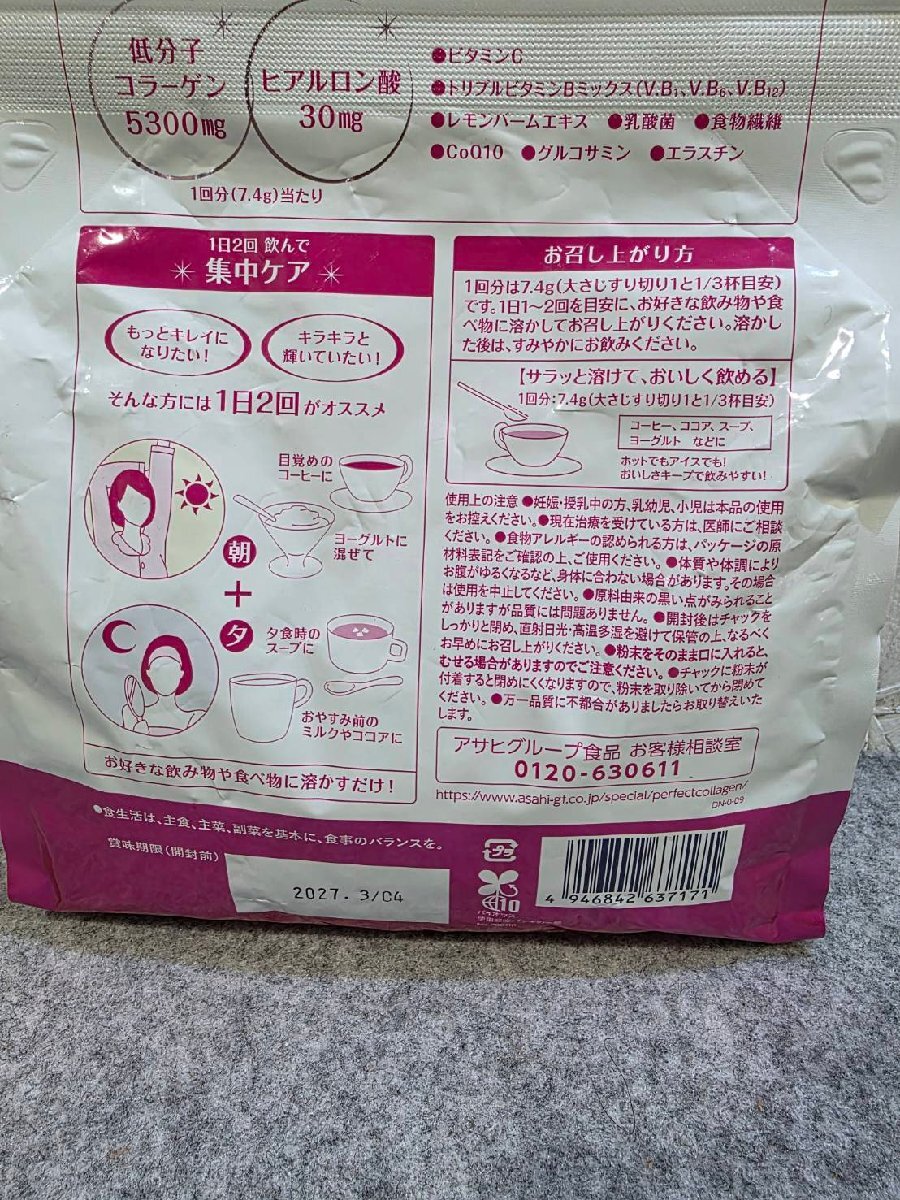 低分子
コラーゲン
5300mg
ヒアルロン酸
30mg
1回分(7.4g)当たり
●ビタミンC
●トリプルビタミンBミックス(V.B1、V.B6、V.B12)
●レモンバームエキス ●乳酸菌 ●食物繊維
●CoQ10 ●グルコサミン ●エラスチン
1日2回 飲んで
集中ケア
もっとキレイに
なりたい!
キラキラと
輝いていたい!
そんな方には1日2回がオススメ
目覚めの
コーヒーに
ヨーグルトに
混ぜて
朝
+
夕
夕食時の
スープに
おやすみ前の
ミルクやココアに
お好きな飲み物や食べ物に溶かすだけ!
お召し上がり方
1回分は7.4g(大さじすり切り1と1/3杯目安)
です。1日1〜2回を目安に、お好きな飲み物や食
べ物に溶かしてお召し上がりください。溶かし
た後は、すみやかにお飲みください。
【サラッと溶けて、おいしく飲める】
1回分:7.4g(大さじすり切り1と1/3杯目安)
コーヒー、ココア、スープ、
ヨーグルト などに
ホットでもアイスでも!
おいしさキープで飲みやすい!
使用上の注意 ●妊娠・授乳中の方、乳幼児、小児は本品の使用
をお控えください。●現在治療を受けている方は、医師にご相談
ください。●食物アレルギーの認められる方は、パッケージの原
材料表記をご確認の上、ご使用ください。●体質や体調により
お腹がゆるくなるなど、身体に合わない場合があります。その場合
は使用を中止してください。●原料由来の黒い点がみられること
がありますが品質には問題ありません。●開封後はチャックを
しっかりと閉め、直射日光・高温多湿を避けて保管の上、なるべく
お早めにお召し上がりください。●粉末をそのまま口に入れると、
むせる場合がありますのでご注意ください。●チャックに粉末が
付着すると閉めにくくなりますので、粉末を取り除いてから閉めて
ください。●万一品質に不都合がありましたらお取り替えいた
します。
アサヒグループ食品 お客様相談室
0120-630611
https://www.asahi-gf.co.jp/special/perfectcollagen/
DN-0-09
●食生活は、主食、主菜、副菜を基本に、食事のバランスを。
賞味期限(開封前)
2027. 3/C4
10
バイオマス
4 946842 637171